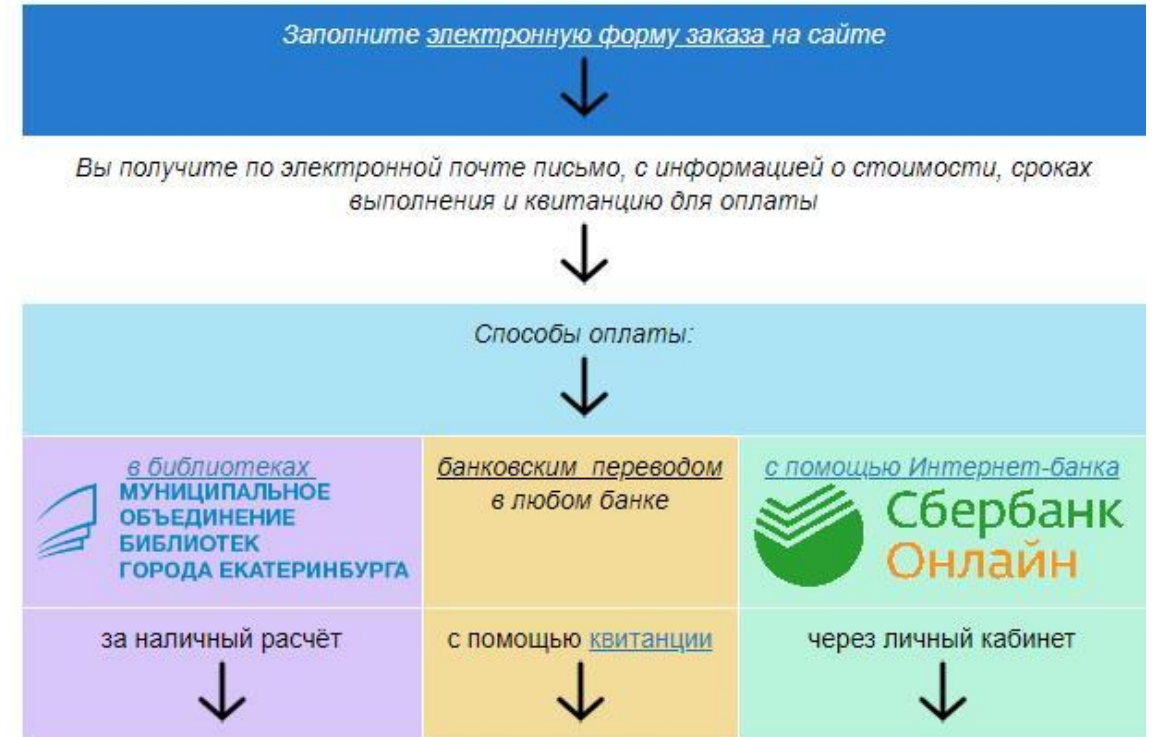 Заполните электронную форму заказа на сайте
Вы получите по электронной почте письмо, с информацией о стоимости, сроках
выполнения и квитанцию для оплаты
Способы оплаты:
в библиотеках
МУНИЦИПАЛЬНОЕ
ОБЪЕДИНЕНИЕ
БИБЛИОТЕК
ГОРОДА ЕКАТЕРИНБУРГА
банковским переводом
в любом банке
с помощью Интернет-банка
Сбербанк
Онлайн
за наличный расчёт
с помощью квитанции
через личный кабинет